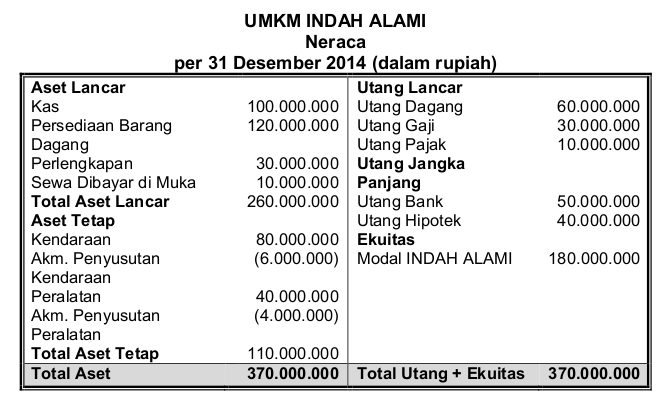 UMKM INDAH ALAMI
Neraca
per 31 Desember 2014 (dalam rupiah)
Aset Lancar
Kas 100.000.000
Persediaan Barang 120.000.000
Dagang
Perlengkapan 30.000.000
Sewa Dibayar di Muka 10.000.000
Total Aset Lancar 260.000.000
Aset Tetap
Kendaraan 80.000.000
Akm. Penyusutan (6.000.000)
Kendaraan
Peralatan 40.000.000
Akm. Penyusutan (4.000.000)
Peralatan
Total Aset Tetap 110.000.000
Total Aset 370.000.000
Utang Lancar
Utang Dagang 60.000.000
Utang Gaji 30.000.000
Utang Pajak 10.000.000
Utang Jangka
Panjang
Utang Bank 50.000.000
Utang Hipotek 40.000.000
Ekuitas
Modal INDAH ALAMI 180.000.000
Total Utang + Ekuitas 370.000.000